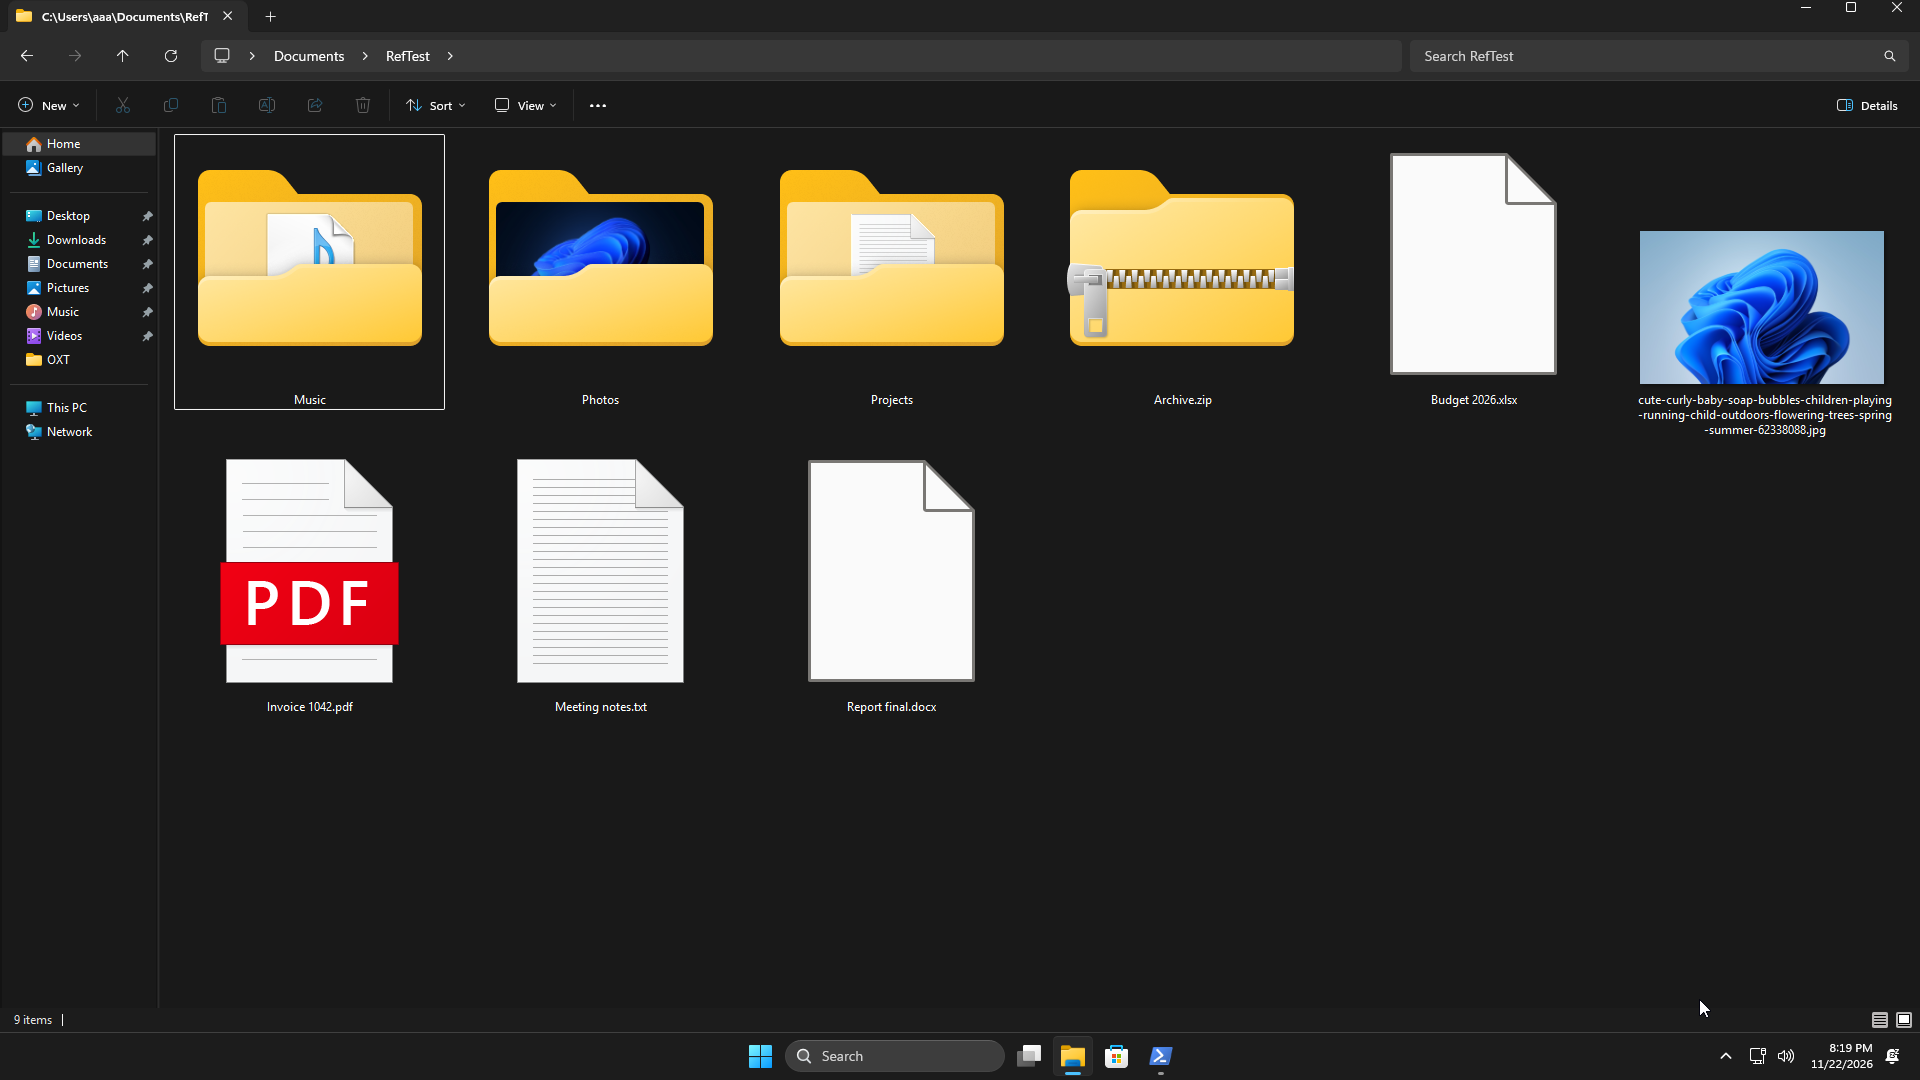 C:\Users\aaa\Documents\RefT
Documents
RefTest
Search RefTest
New
Sort
View
Details
Home
Gallery
Desktop
Downloads
Documents
Pictures
Music
Videos
OXT
This PC
Network
Music
Photos
Projects
Archive.zip
Budget 2026.xlsx
cute-curly-baby-soap-bubbles-children-playing
-running-child-outdoors-flowering-trees-spring
-summer-62338088.jpg
PDF
Invoice 1042.pdf
Meeting notes.txt
Report final.docx
9 items
Search
8:19 PM
11/22/2026